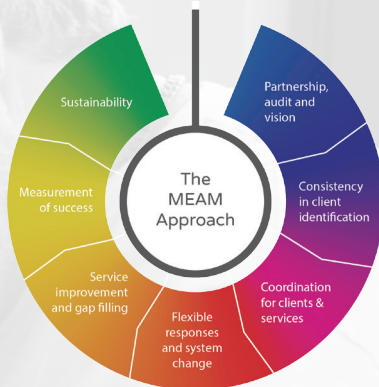 The
MEAM
Approach
Partnership,
audit and
vision
Consistency
in client
identification
Coordination
for clients &
services
Flexible
responses
and system
change
Service
improvement
and gap filling
Measurement
of success
Sustainability